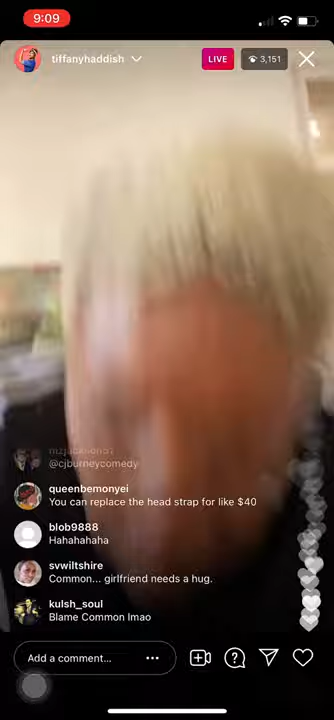 9:09
tiffanyhaddish
LIVE
3,151
@cjburneycomedy
queenbemonyei
You can replace the head strap for like $40
blob9888
Hahahahaha
svwiltshire
Common... girlfriend needs a hug.
kulsh_soul
Blame Common lmao
Add a comment...